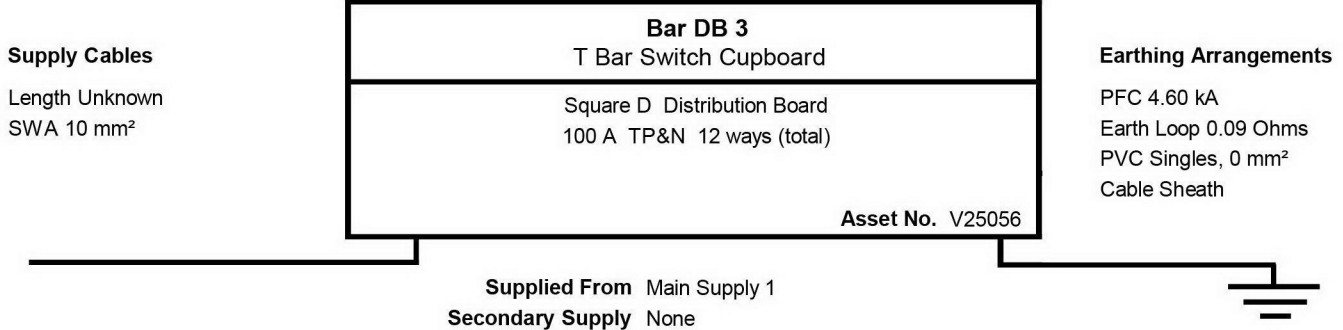 Bar DB 3
T Bar Switch Cupboard
Supply Cables
Length Unknown
SWA 10 mm²
Square D Distribution Board
100 A TP&N 12 ways (total)
Asset No. V25056
Earthing Arrangements
PFC 4.60 kA
Earth Loop 0.09 Ohms
PVC Singles, 0 mm²
Cable Sheath
Supplied From Main Supply 1
Secondary Supply None